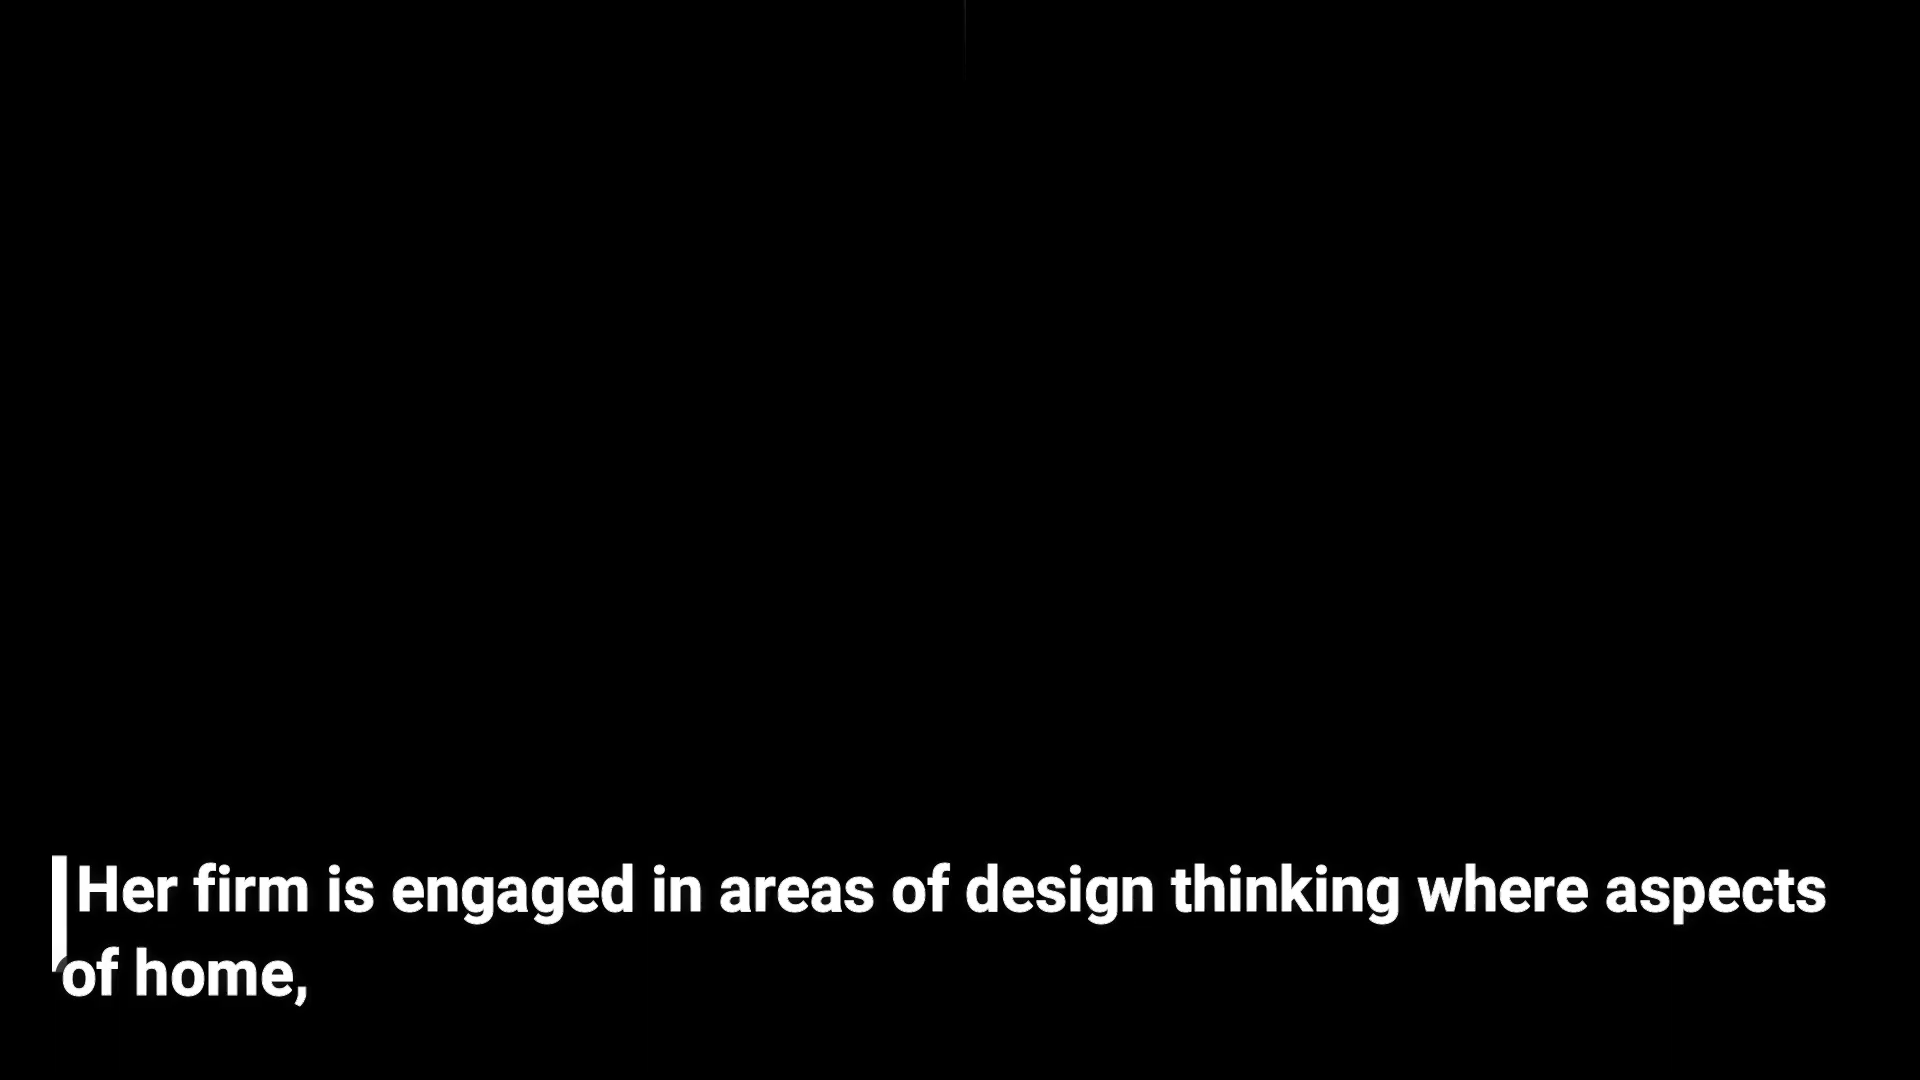 Her firm is engaged in areas of design thinking where aspects
of home,